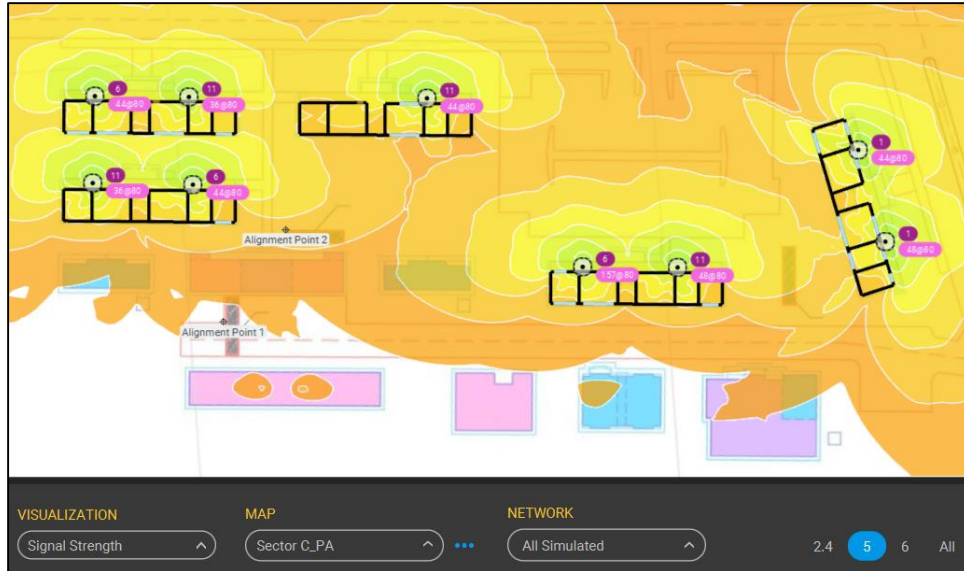 6
11
44@80
36@80
11
44@80
1
44@80
11
6
36@80
44@80
1
48@80
Alignment Point 2
6
11
157@80
48@80
Alignment Point 1
VISUALIZATION
MAP
NETWORK
Signal Strength
Sector C_PA
All Simulated
2.4
5
6
All